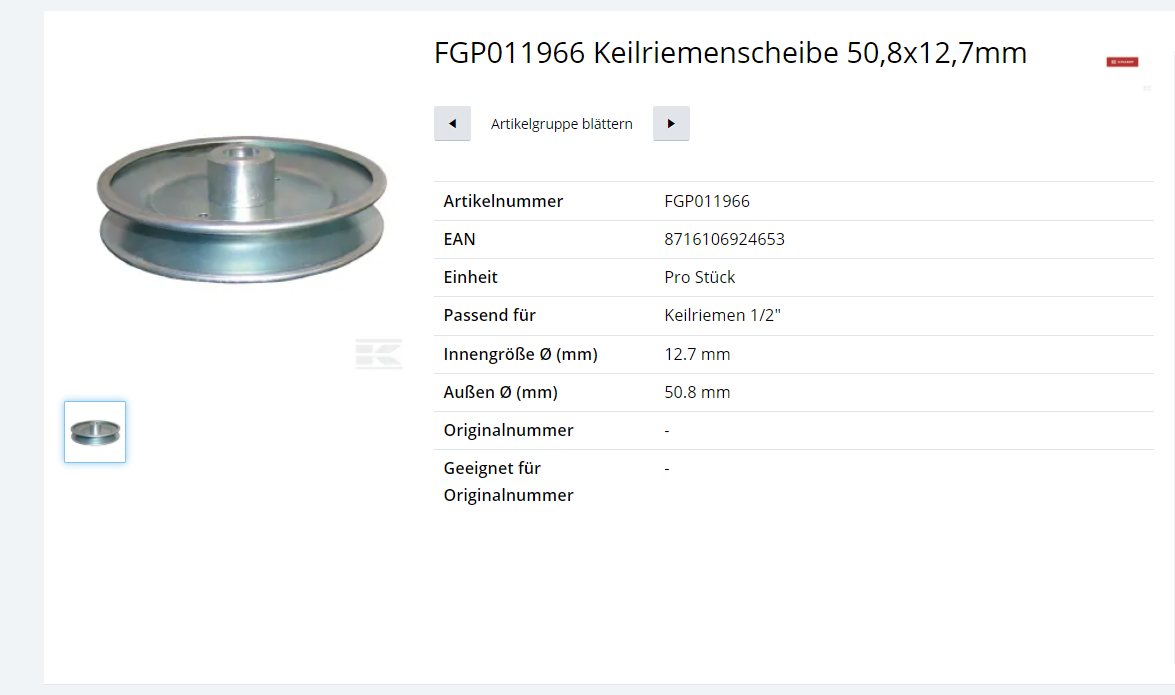 FGP011966 Keilriemenscheibe 50,8x12,7mm
Artikelgruppe blättern
Artikelnummer FGP011966
EAN 8716106924653
Einheit Pro Stück
Passend für Keilriemen 1/2"
Innengröße Ø (mm) 12.7 mm
Außen Ø (mm) 50.8 mm
Originalnummer -
Geeignet für -
Originalnummer